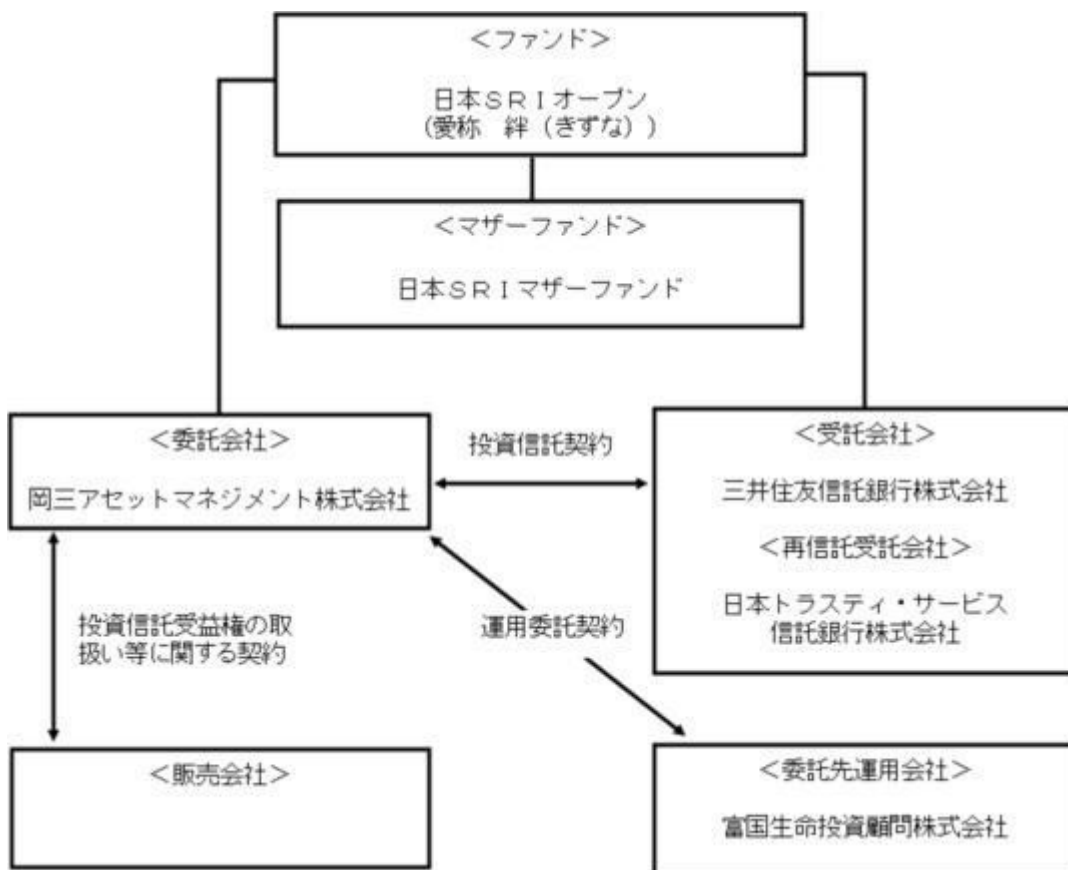 ＜ファンド＞
日本ＳＲＩオープン
（愛称　絆（きずな））
＜マザーファンド＞
日本ＳＲＩマザーファンド
＜委託会社＞
岡三アセットマネジメント株式会社
投資信託契約
＜受託会社＞
三井住友信託銀行株式会社
＜再信託受託会社＞
日本トラスティ・サービス
信託銀行株式会社
投資信託受益権の取
扱い等に関する契約
運用委託契約
＜販売会社＞
＜委託先運用会社＞
富国生命投資顧問株式会社